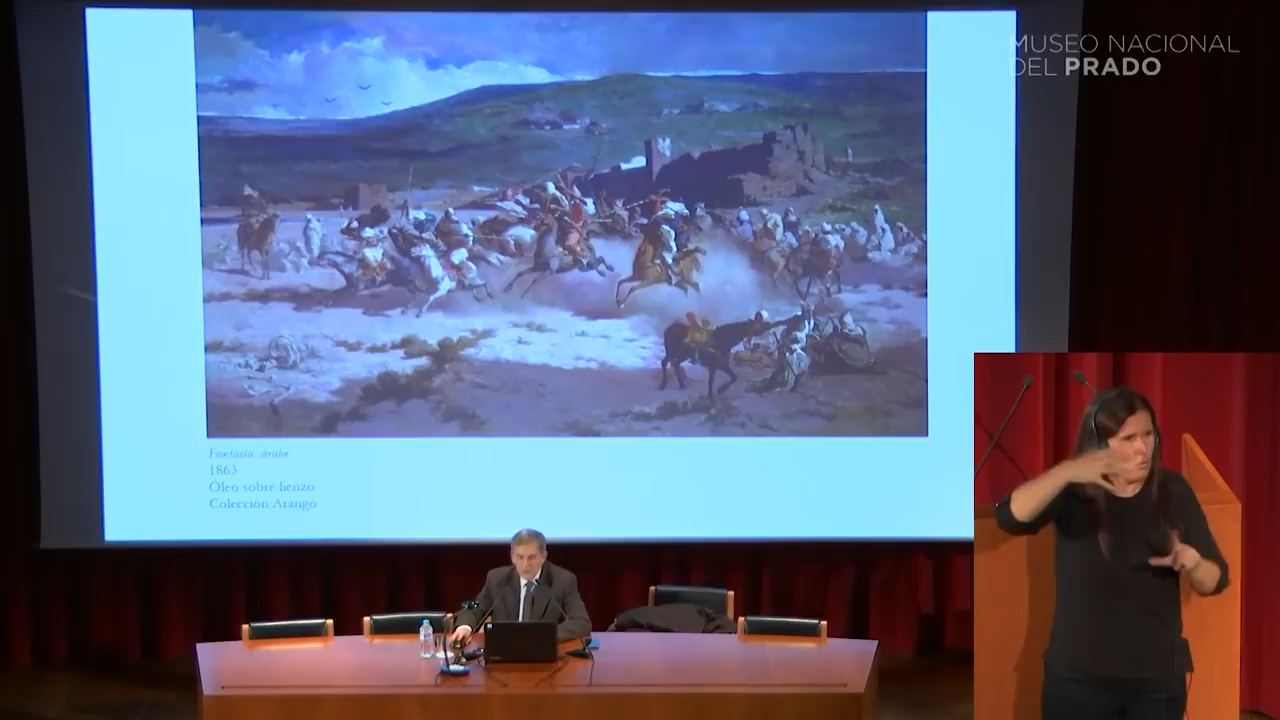 MUSEO NACIONAL
DEL PRADO
Fantasía árabe
1863
Óleo sobre lienzo
Colección Arango